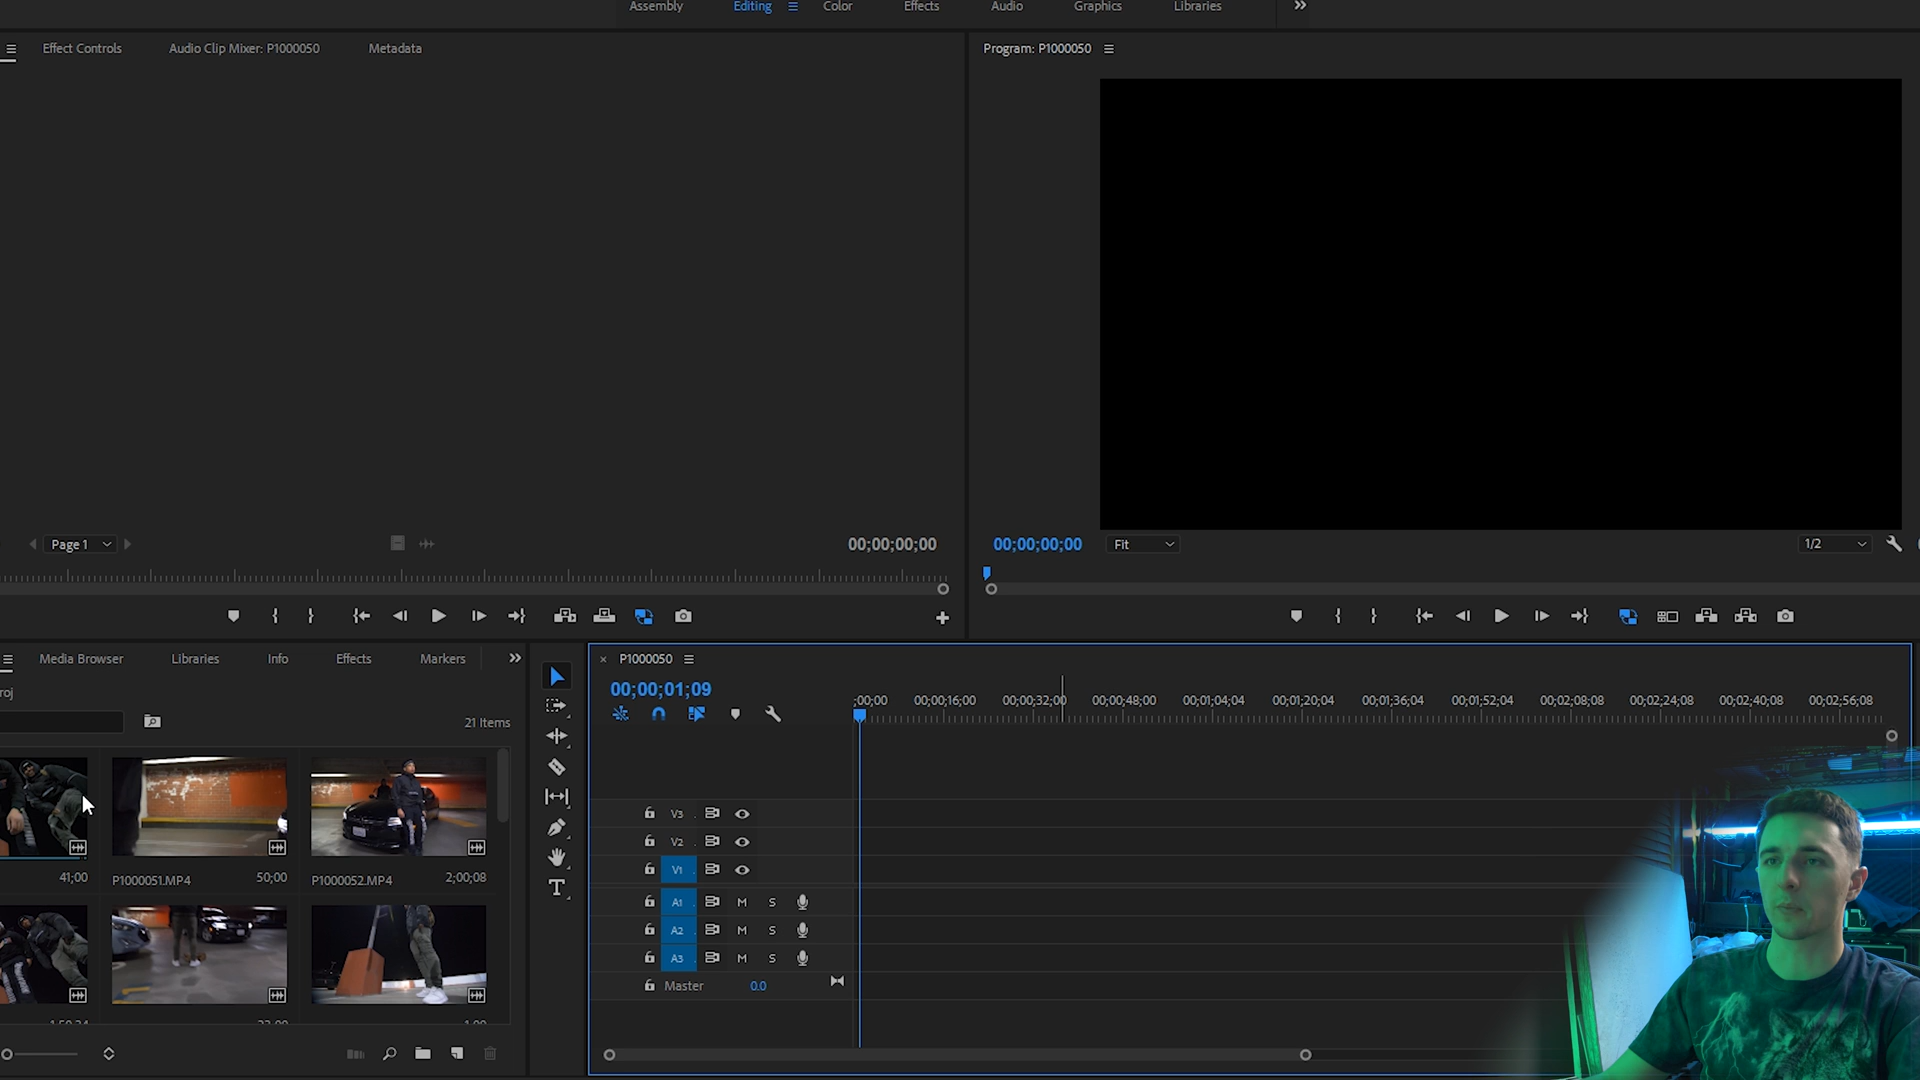 Assembly Editing Color Effects Audio Graphics Libraries
Effect Controls Audio Clip Mixer: P1000050 Metadata
Program: P1000050
Page 1 00;00;00;00
00;00;00;00 Fit 1/2
Media Browser Libraries Info Effects Markers
roj
21 Items
41;00
P1000051.MP4 50;00
P1000052.MP4 2;00;08
P1000050
00;00;01;09
;00;00 00;00;16;00 00;00;32;00 00;00;48;00 00;01;04;04 00;01;20;04 00;01;36;04 00;01;52;04 00;02;08;08 00;02;24;08 00;02;40;08 00;02;56;08
V3
V2
V1
A1 M S
A2 M S
A3 M S
Master 0.0
T